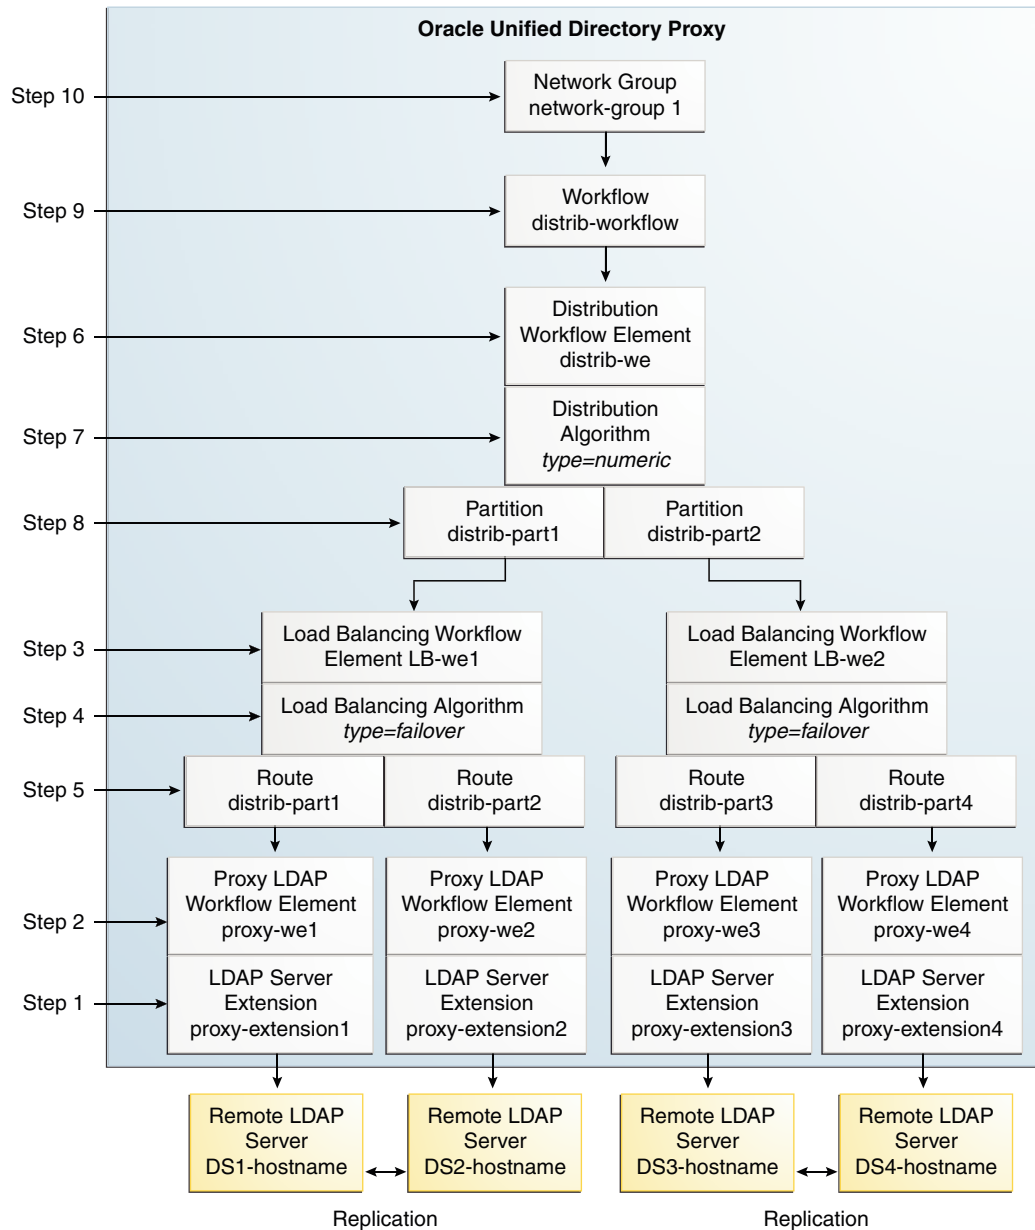 Oracle Unified Directory Proxy
Step 10
Network Group
network-group 1
Step 9
Workflow
distrib-workflow
Step 6
Distribution
Workflow Element
distrib-we
Step 7
Distribution
Algorithm
type=numeric
Step 8
Partition
distrib-part1
Partition
distrib-part2
Step 3
Load Balancing Workflow
Element LB-we1
Load Balancing Workflow
Element LB-we2
Step 4
Load Balancing Algorithm
type=failover
Load Balancing Algorithm
type=failover
Step 5
Route
distrib-part1
Route
distrib-part2
Route
distrib-part3
Route
distrib-part4
Step 2
Proxy LDAP
Workflow Element
proxy-we1
Proxy LDAP
Workflow Element
proxy-we2
Proxy LDAP
Workflow Element
proxy-we3
Proxy LDAP
Workflow Element
proxy-we4
Step 1
LDAP Server
Extension
proxy-extension1
LDAP Server
Extension
proxy-extension2
LDAP Server
Extension
proxy-extension3
LDAP Server
Extension
proxy-extension4
Remote LDAP
Server
DS1-hostname
Remote LDAP
Server
DS2-hostname
Remote LDAP
Server
DS3-hostname
Remote LDAP
Server
DS4-hostname
Replication
Replication